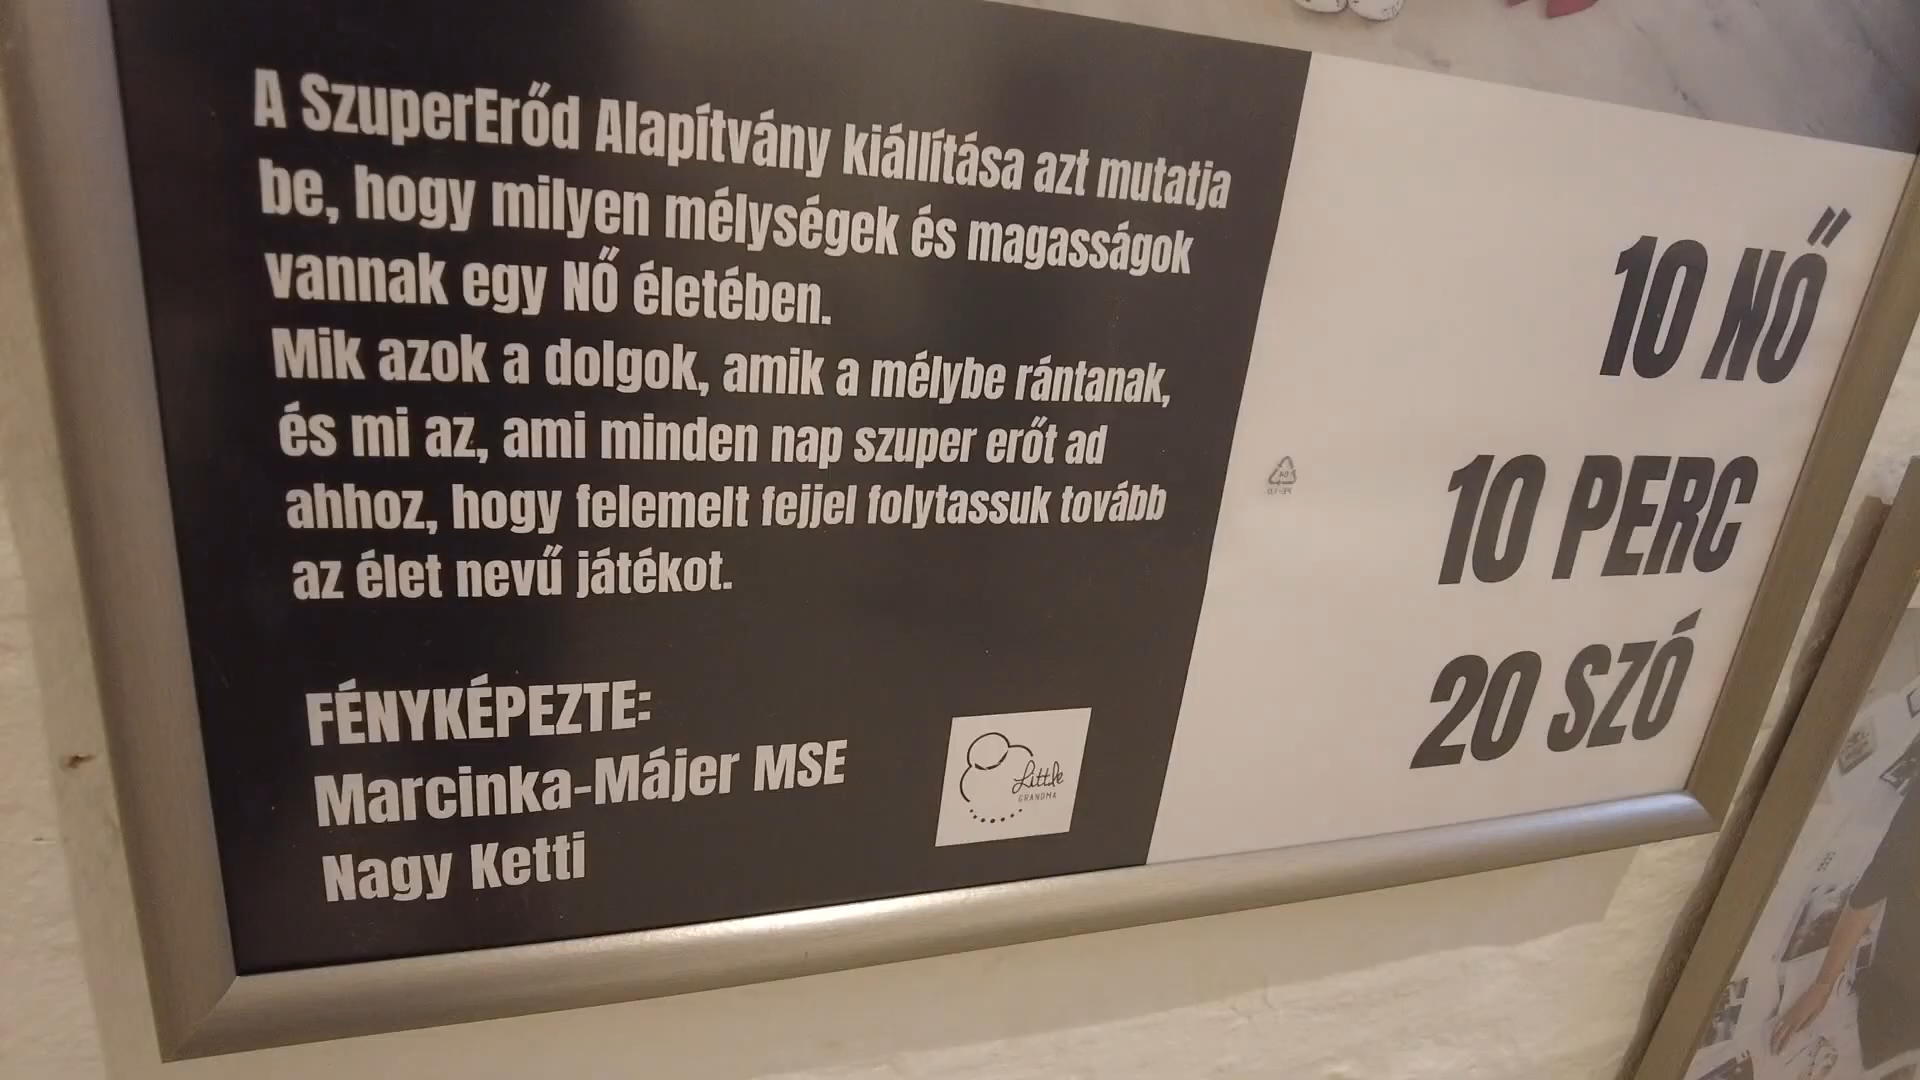 A SzuperErőd Alapítvány kiállítása azt mutatja
be, hogy milyen mélységek és magasságok
vannak egy NŐ életében.
Mik azok a dolgok, amik a mélybe rántanak,
és mi az, ami minden nap szuper erőt ad
ahhoz, hogy felemelt fejjel folytassuk tovább
az élet nevű játékot.
FÉNYKÉPEZTE:
Marcinka-Májer MSE
Nagy Ketti
Little
GRANDMA
10 NŐ
10 PERC
20 SZÓ